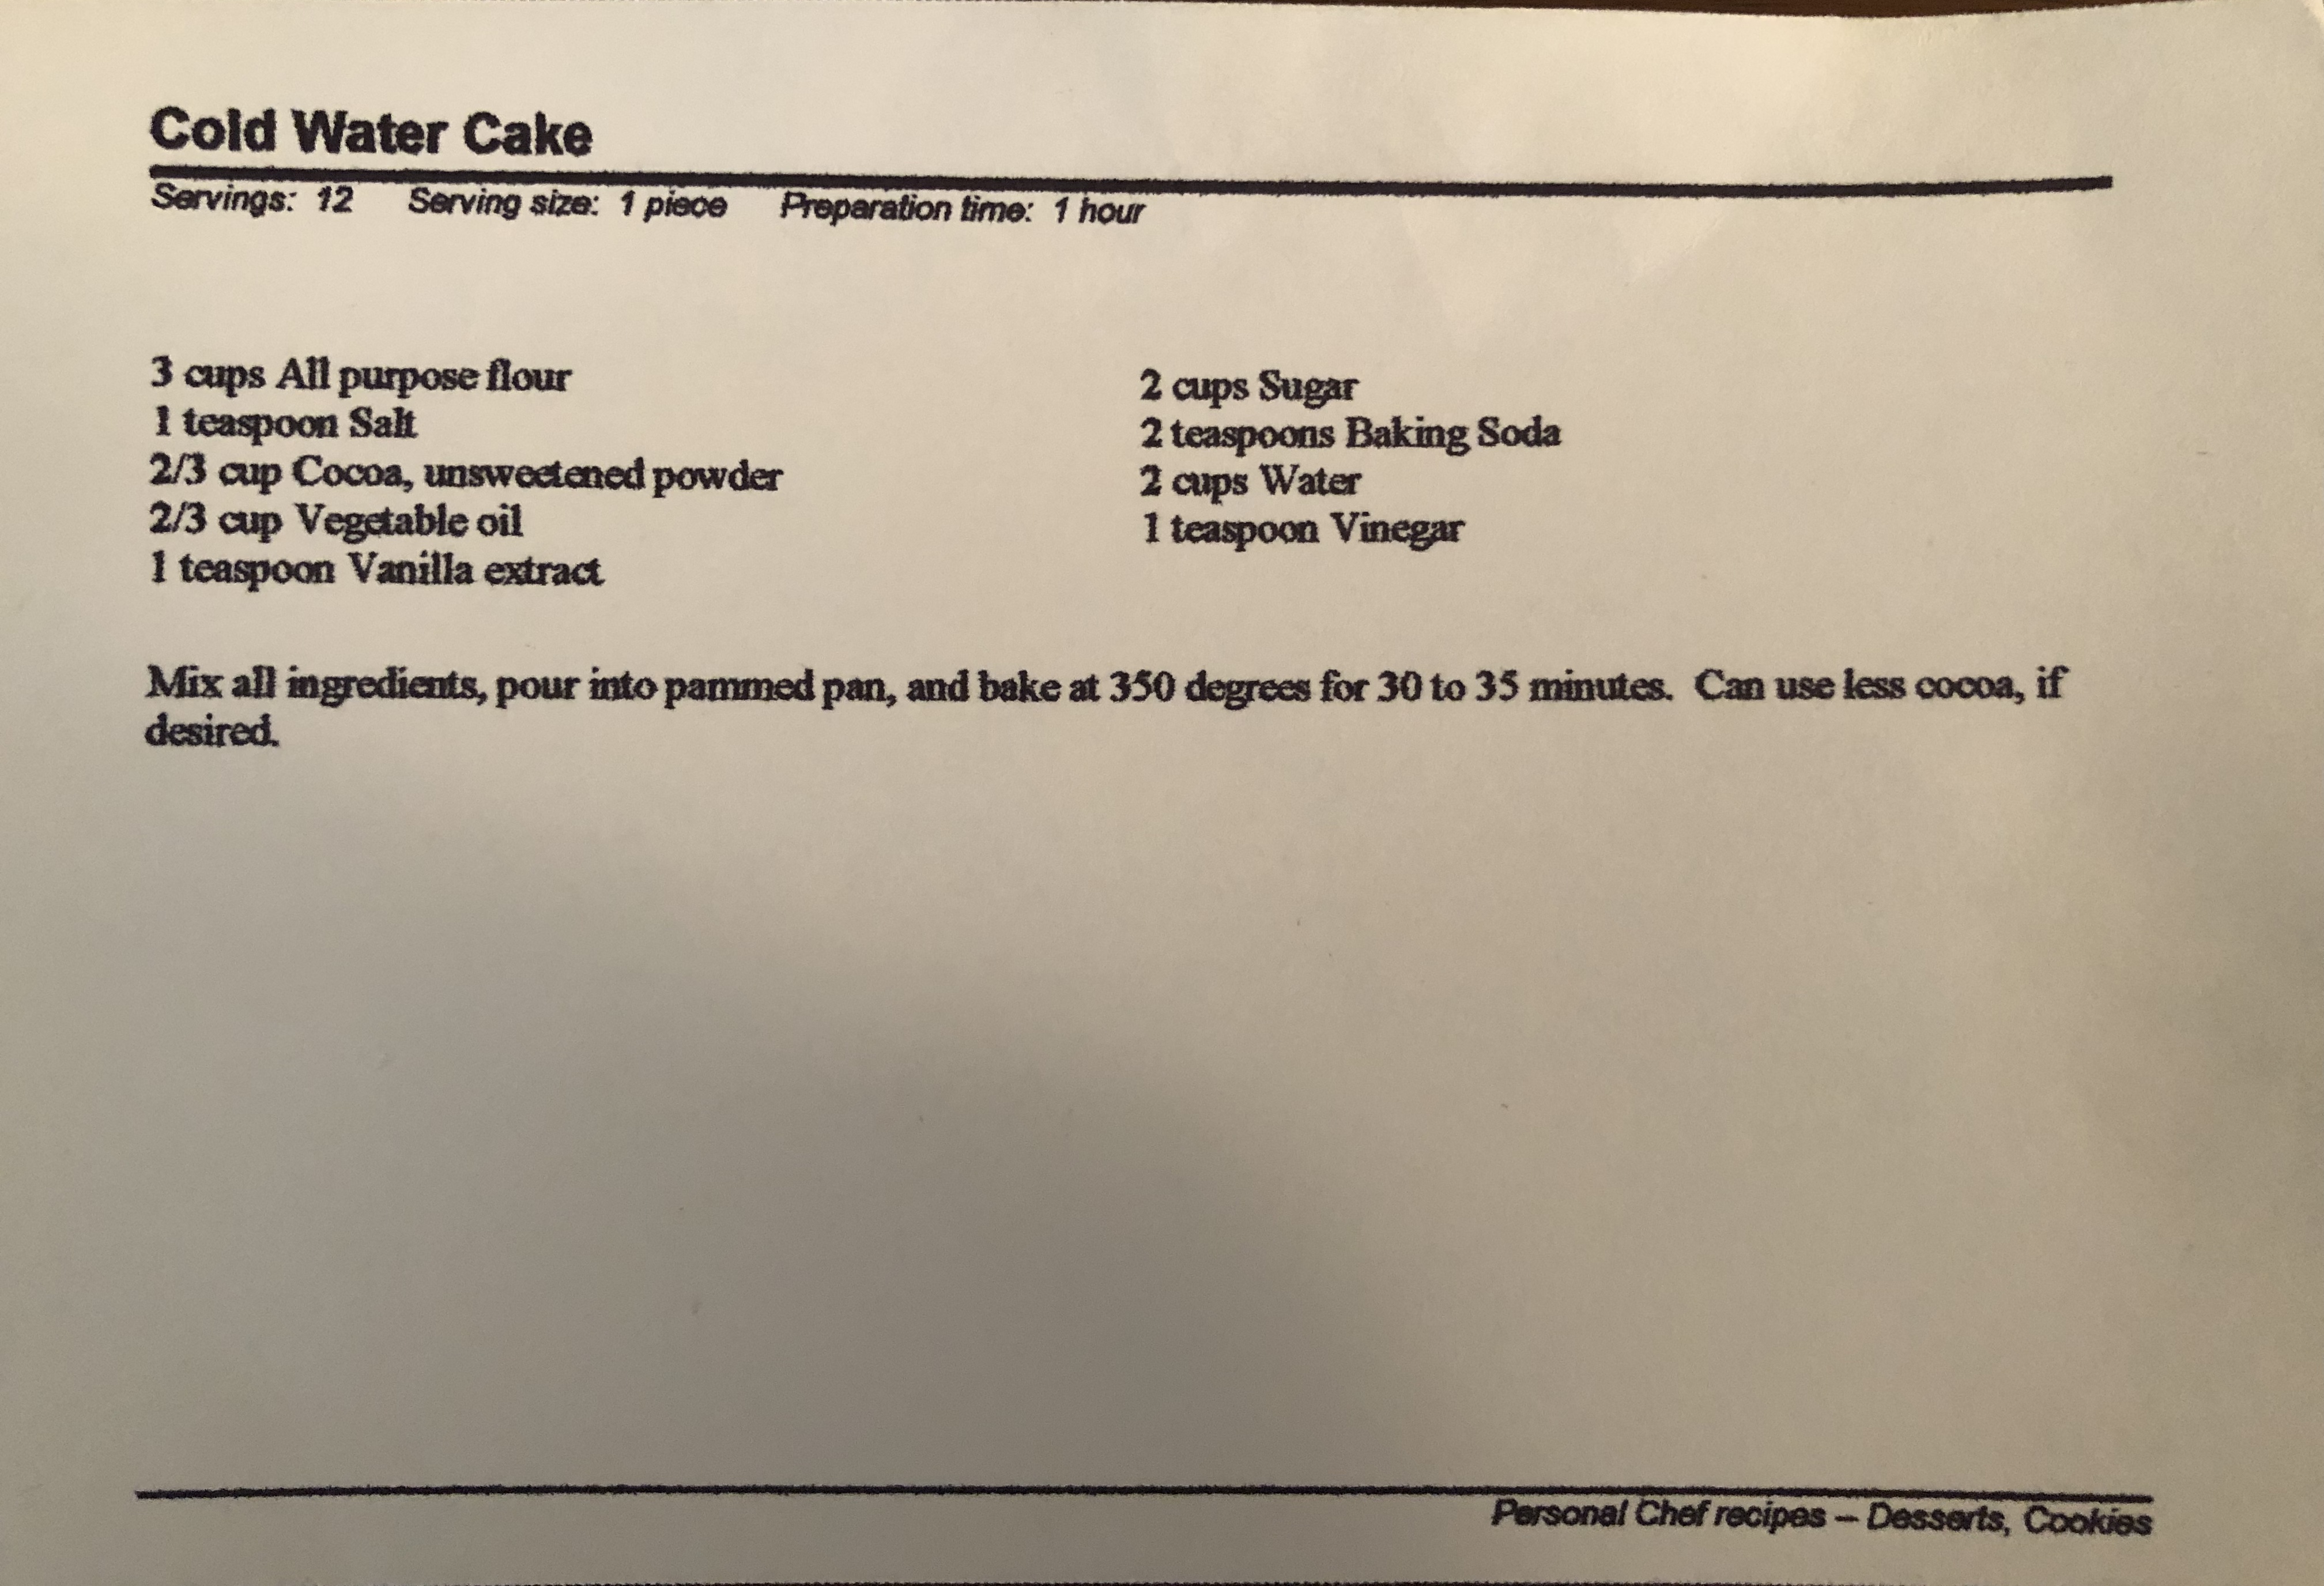 Cold Water Cake
Servings: 12 Serving size: 1 piece Preparation time: 1 hour
3 cups All purpose flour
1 teaspoon Salt
2/3 cup Cocoa, unsweetened powder
2/3 cup Vegetable oil
1 teaspoon Vanilla extract
2 cups Sugar
2 teaspoons Baking Soda
2 cups Water
1 teaspoon Vinegar
Mix all ingredients, pour into pammed pan, and bake at 350 degrees for 30 to 35 minutes. Can use less cocoa, if
desired.
Personal Chef recipes – Desserts, Cookies